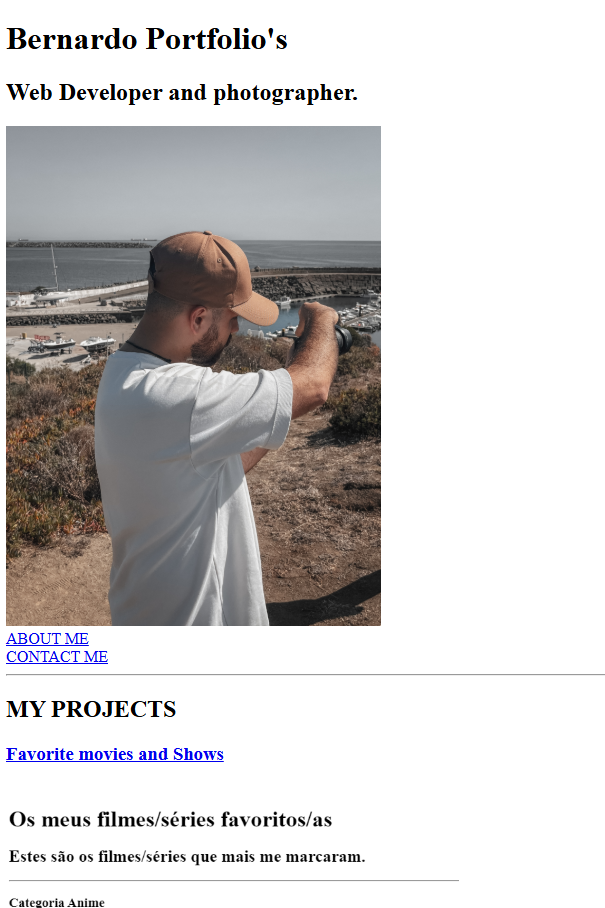 Bernardo Portfolio's
Web Developer and photographer.
ABOUT ME
CONTACT ME
MY PROJECTS
Favorite movies and Shows
Os meus filmes/séries favoritos/as
Estes são os filmes/séries que mais me marcaram.
Categoria Anime